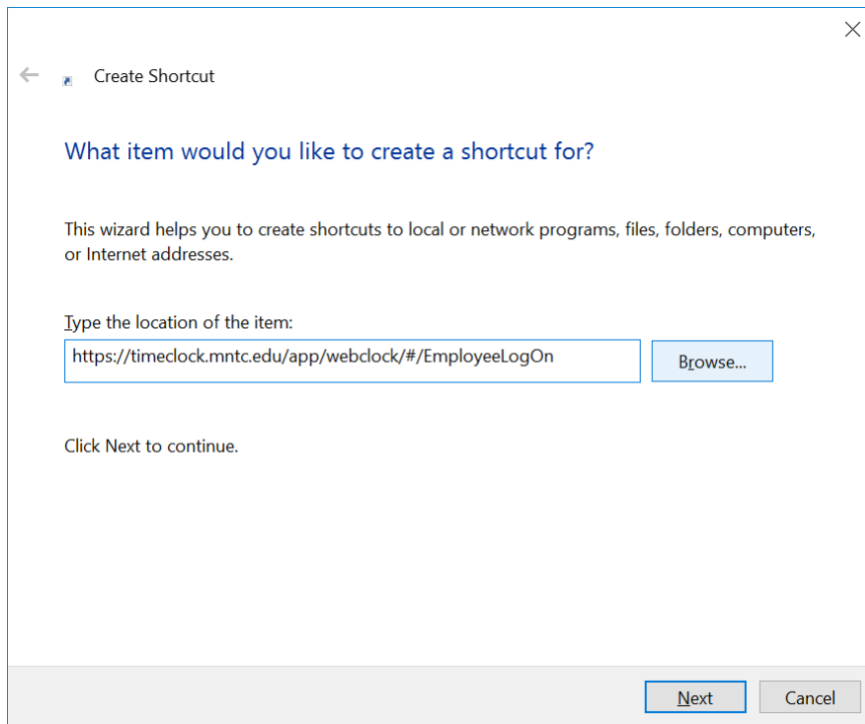 Create Shortcut
What item would you like to create a shortcut for?
This wizard helps you to create shortcuts to local or network programs, files, folders, computers,
or Internet addresses.
Type the location of the item:
https://timeclock.mntc.edu/app/webclock/#/EmployeeLogOn
Browse...
Click Next to continue.
Next
Cancel